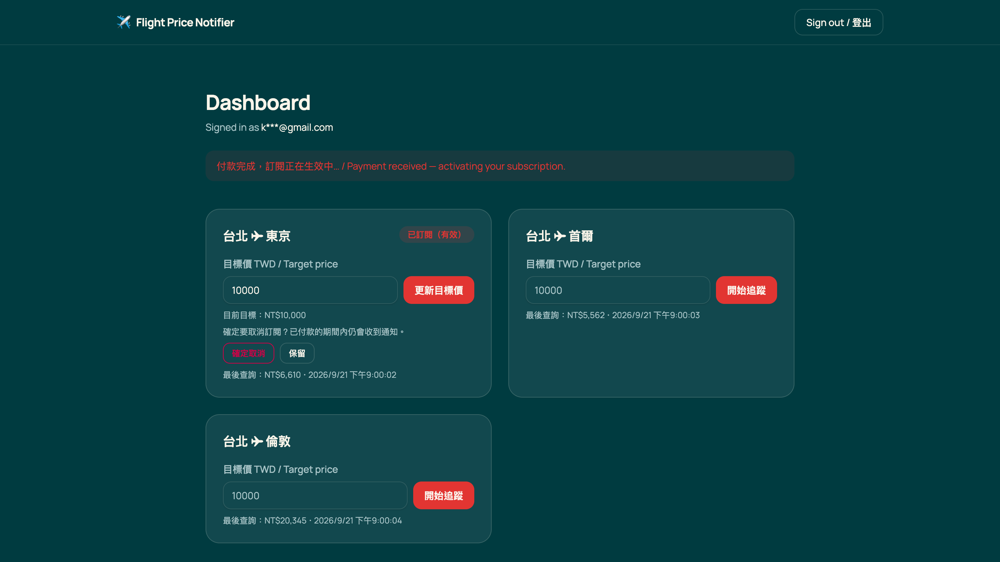 Flight Price Notifier
Sign out / 登出
Dashboard
Signed in as k***@gmail.com
付款完成，訂閱正在生效中... / Payment received — activating your subscription.
台北 ✈ 東京
已訂閱（有效）
目標價 TWD / Target price
10000
更新目標價
目前目標：NT$10,000
確定要取消訂閱？已付款的期間內仍會收到通知。
確定取消
保留
最後查詢：NT$6,610 · 2026/9/21 下午9:00:02
台北 ✈ 首爾
目標價 TWD / Target price
10000
開始追蹤
最後查詢：NT$5,562 · 2026/9/21 下午9:00:03
台北 ✈ 倫敦
目標價 TWD / Target price
10000
開始追蹤
最後查詢：NT$20,345 · 2026/9/21 下午9:00:04